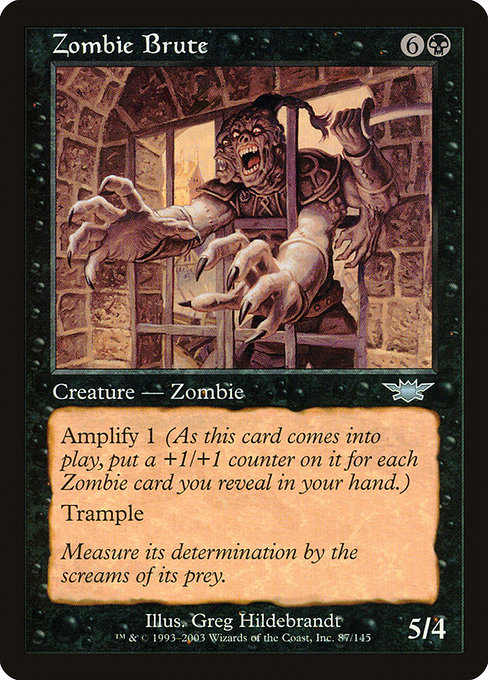 Zombie Brute 6
Creature — Zombie
Amplify 1 (As this card comes into
play, put a +1/+1 counter on it for each
Zombie card you reveal in your hand.)
Trample
Measure its determination by the
screams of its prey.
Illus. Greg Hildebrandt
™ & © 1993–2003 Wizards of the Coast, Inc. 87/145
5/4